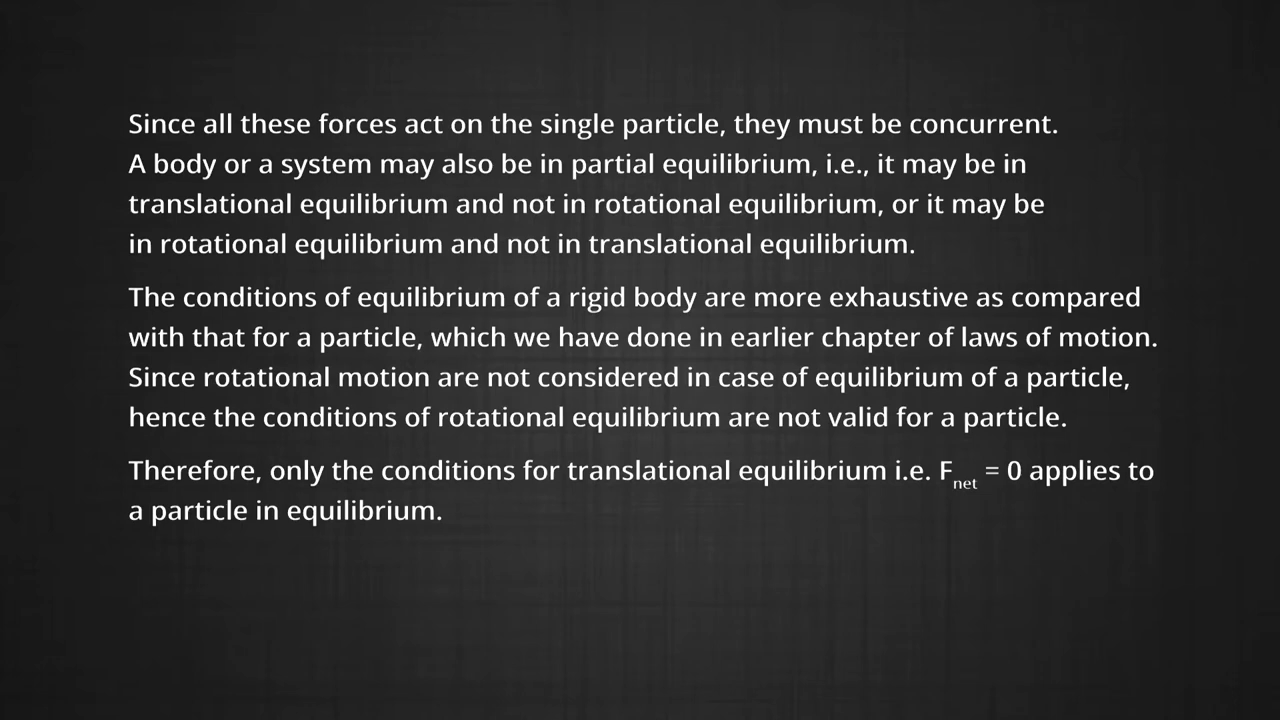 Since all these forces act on the single particle, they must be concurrent.
A body or a system may also be in partial equilibrium, i.e., it may be in
translational equilibrium and not in rotational equilibrium, or it may be
in rotational equilibrium and not in translational equilibrium.
The conditions of equilibrium of a rigid body are more exhaustive as compared
with that for a particle, which we have done in earlier chapter of laws of motion.
Since rotational motion are not considered in case of equilibrium of a particle,
hence the conditions of rotational equilibrium are not valid for a particle.
Therefore, only the conditions for translational equilibrium i.e. F_net = 0 applies to
a particle in equilibrium.